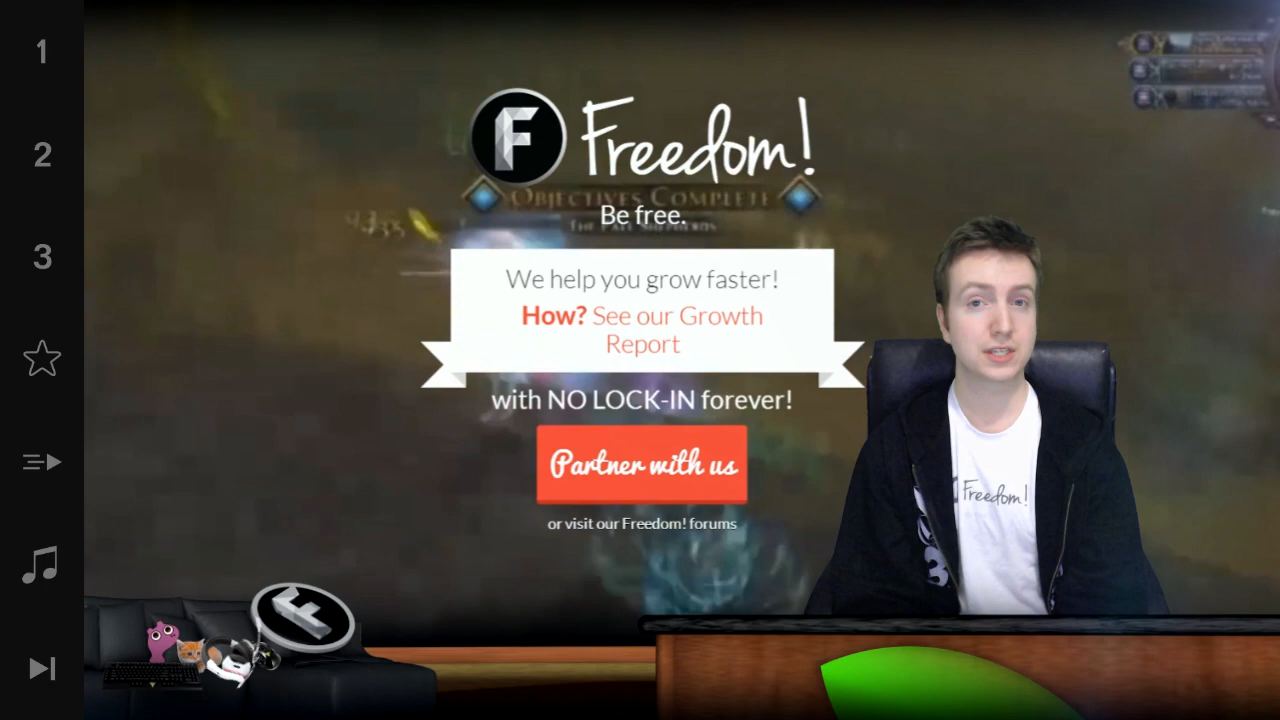 1
2
3
F Freedom!
OBJECTIVES COMPLETE
Be free.
We help you grow faster!
How? See our Growth
Report
with NO LOCK-IN forever!
Partner with us
or visit our Freedom! forums
Freedom!
F